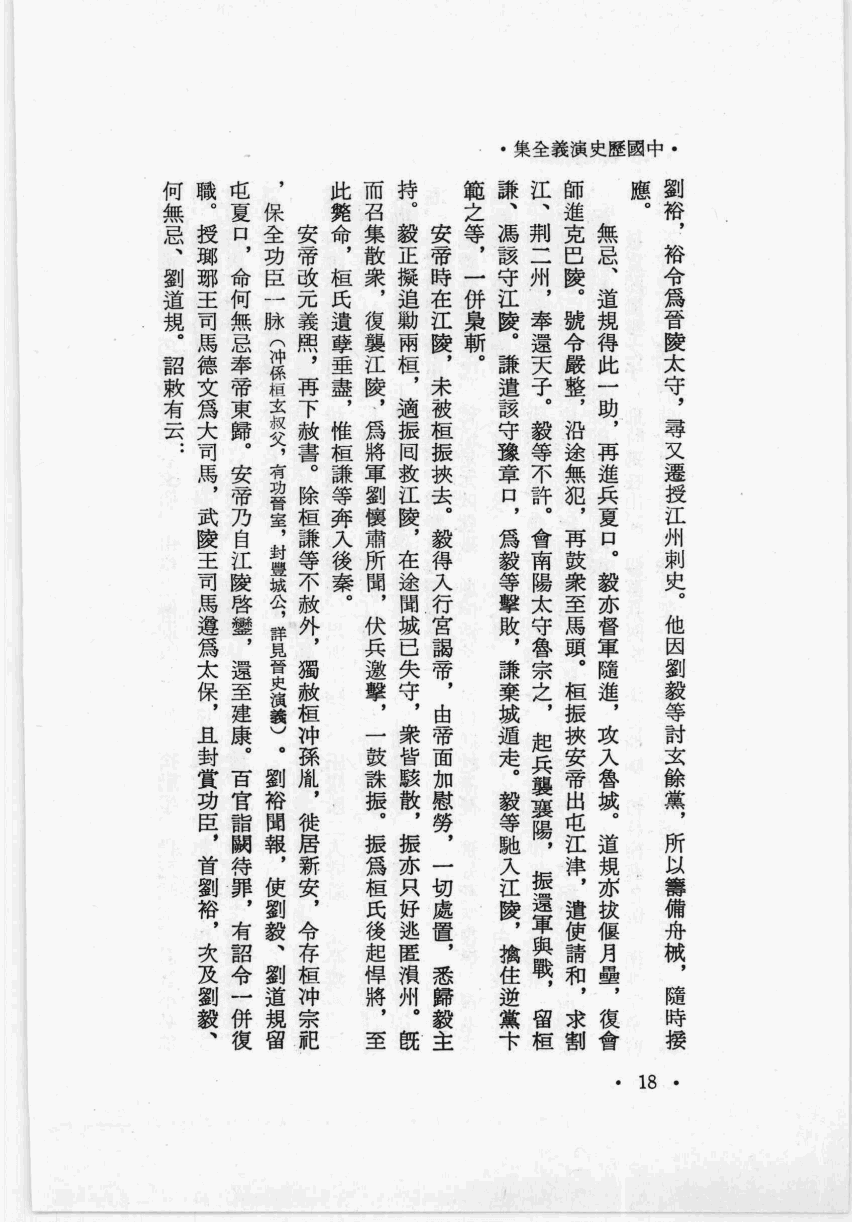 ・中國歷史演義全集・
劉裕，裕令爲晉陵太守，尋又遷授江州刺史。他因劉毅等討玄餘黨，所以籌備舟械，隨時接
應。
無忌、道規得此一助，再進兵夏口。毅亦督軍隨進，攻入魯城。道規亦拔偃月壘，復會
師進克巴陵。號令嚴整，沿途無犯，再鼓衆至馬頭。桓振挾安帝出屯江津，遣使請和，求割
江、荆二州，奉還天子。毅等不許。會南陽太守魯宗之，起兵襲襄陽，振還軍與戰，留桓
謙、馮該守江陵。謙遣該守豫章口，爲毅等擊敗，謙棄城遁走。毅等馳入江陵，擒住逆黨卞
範之等，一併梟斬。
安帝時在江陵，未被桓振挾去。毅得入行宮謁帝，由帝面加慰勞，一切處置，悉歸毅主
持。毅正擬追勦兩桓，適振回救江陵，在途聞城已失守，衆皆駭散，振亦只好逃匿溳州。旣
而召集散衆，復襲江陵，爲將軍劉懷肅所聞，伏兵邀擊，一鼓誅振。振爲桓氏後起悍將，至
此斃命，桓氏遺孽垂盡，惟桓謙等奔入後秦。
安帝改元義熙，再下赦書。除桓謙等不赦外，獨赦桓冲孫胤，徙居新安，令存桓冲宗祀
，保全功臣一脉（冲係桓玄叔父，有功晉室，封豐城公，詳見晉史演義）。劉裕聞報，使劉毅、劉道規留
屯夏口，命何無忌奉帝東歸。安帝乃自江陵啓鑾，還至建康。百官詣闕待罪，有詔令一併復
職。授瑯琊王司馬德文爲大司馬，武陵王司馬遵爲太保，且封賞功臣，首劉裕，次及劉毅、
何無忌、劉道規。詔敕有云：
・18・